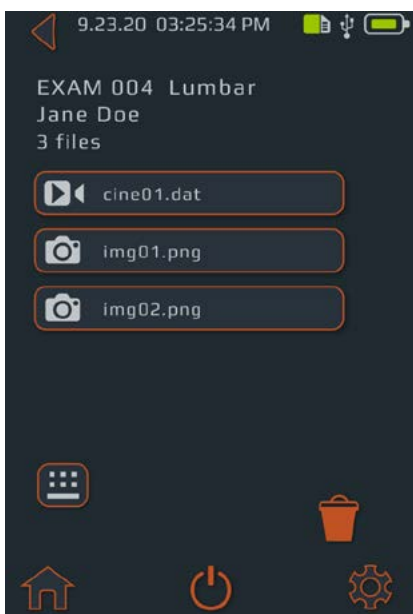 9.23.20 03:25:34 PM
EXAM 004 Lumbar
Jane Doe
3 files
cine01.dat
img01.png
img02.png